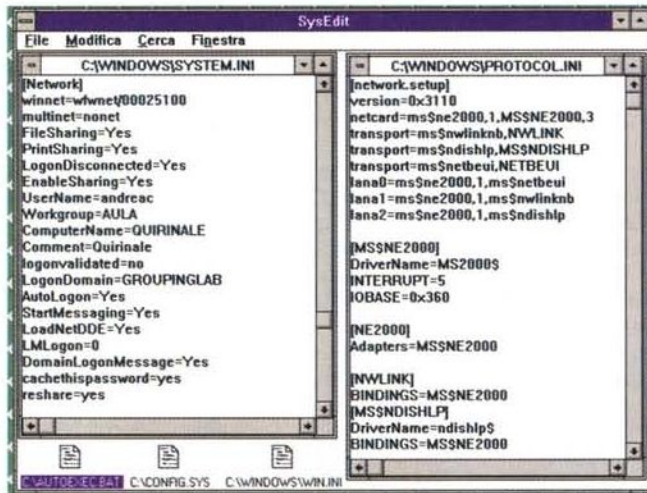 SysEdit
File Modifica Cerca Finestra
C:\WINDOWS\SYSTEM.INI
[Network]
winnet=wfwnet/00025100
multinet=nonet
FileSharing=Yes
PrintSharing=Yes
LogonDisconnected=Yes
EnableSharing=Yes
UserName=andreac
Workgroup=AULA
ComputerName=QUIRINALE
Comment=Quirinale
logonvalidated=no
LogonDomain=GROUPINGLAB
AutoLogon=Yes
StartMessaging=Yes
LoadNetDDE=Yes
LMLogon=0
DomainLogonMessage=Yes
cachethispassword=yes
reshare=yes
C:\WINDOWS\PROTOCOL.INI
[network.setup]
version=0x3110
netcard=ms$ne2000,1,MS$NE2000,3
transport=ms$nwlinknb,NWLINK
transport=ms$ndishlp,MS$NDISHLP
transport=ms$netbeui,NETBEUI
lana0=ms$ne2000,1,ms$netbeui
lana1=ms$ne2000,1,ms$nwlinknb
lana2=ms$ne2000,1,ms$ndishlp
[MS$NE2000]
DriverName=MS2000$
INTERRUPT=5
IOBASE=0x360
[NE2000]
Adapters=MS$NE2000
[NWLINK]
BINDINGS=MS$NE2000
[MS$NDISHLP]
DriverName=ndishlp$
BINDINGS=MS$NE2000
C:\AUTOEXEC.BAT C:\CONFIG.SYS C:\WINDOWS\WIN.INI